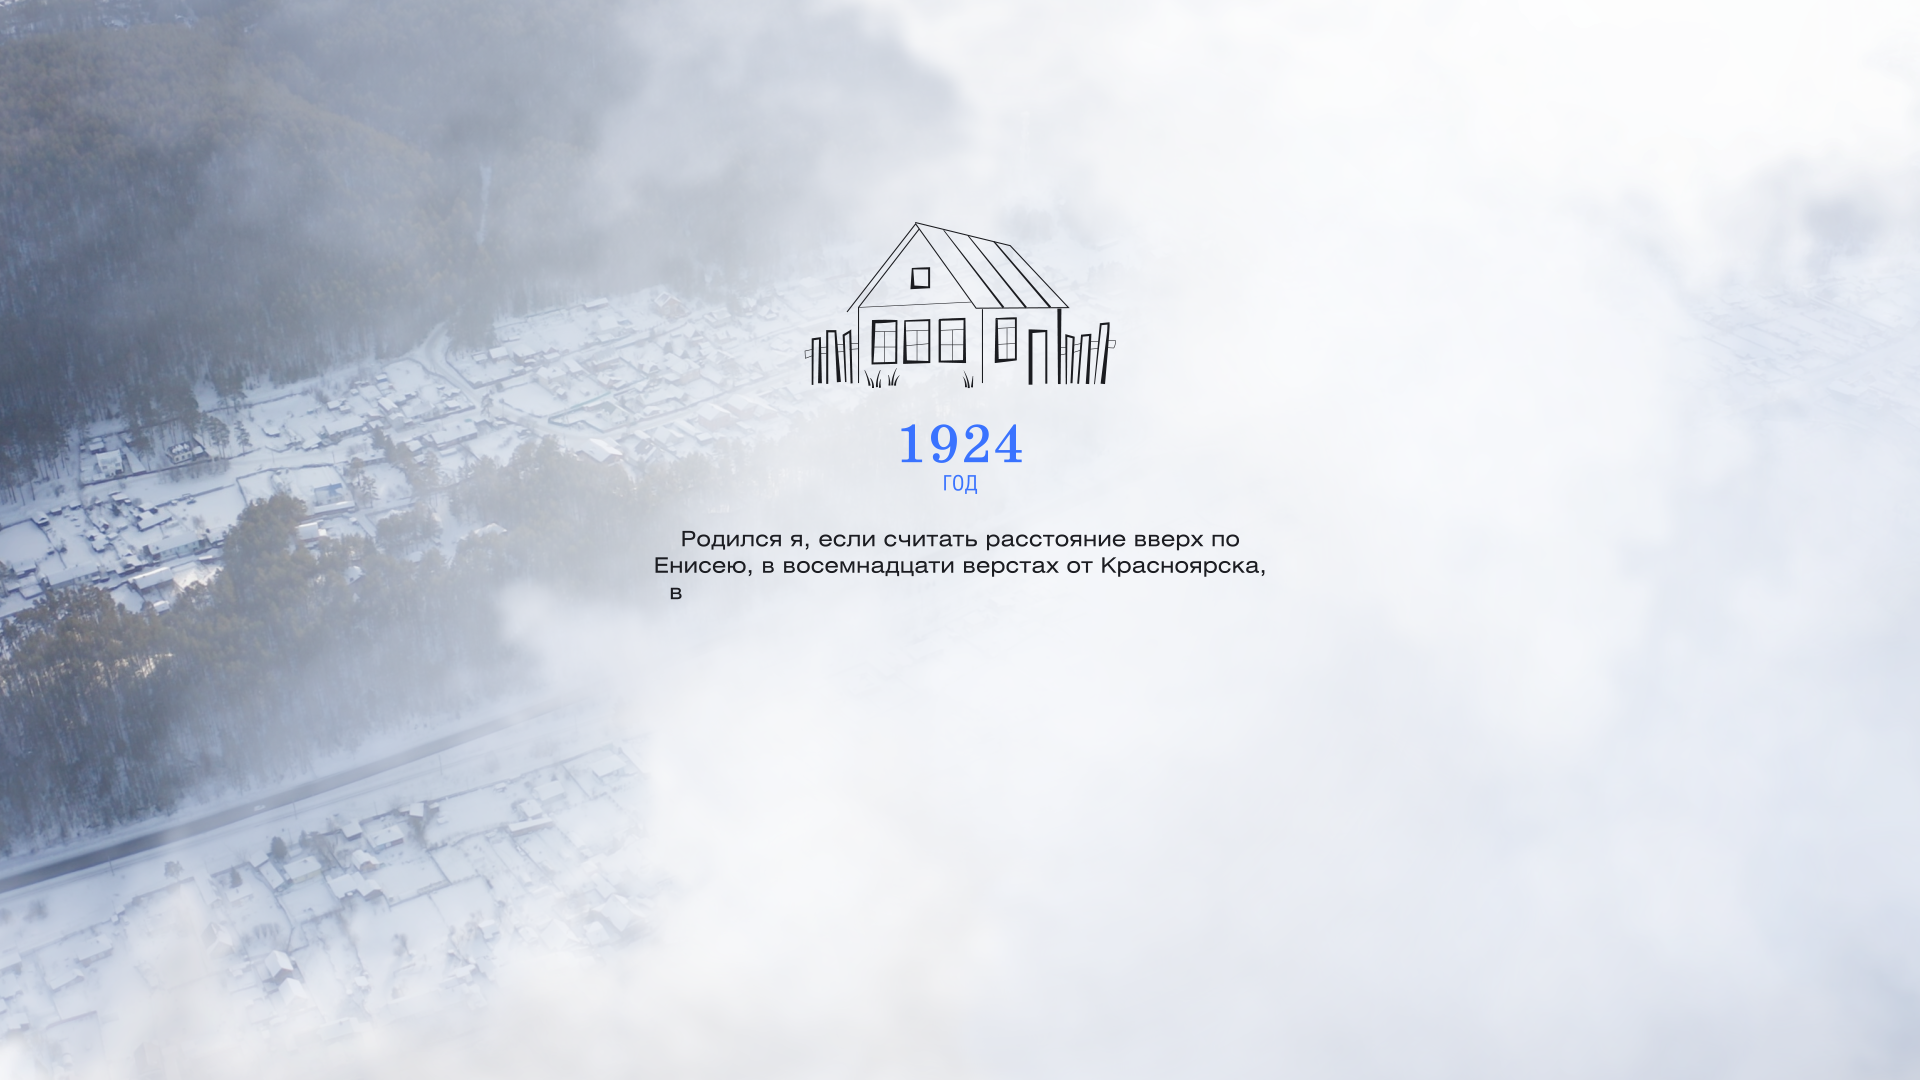 1924
ГОД
Родился я, если считать расстояние вверх по
Енисею, в восемнадцати верстах от Красноярска,
в